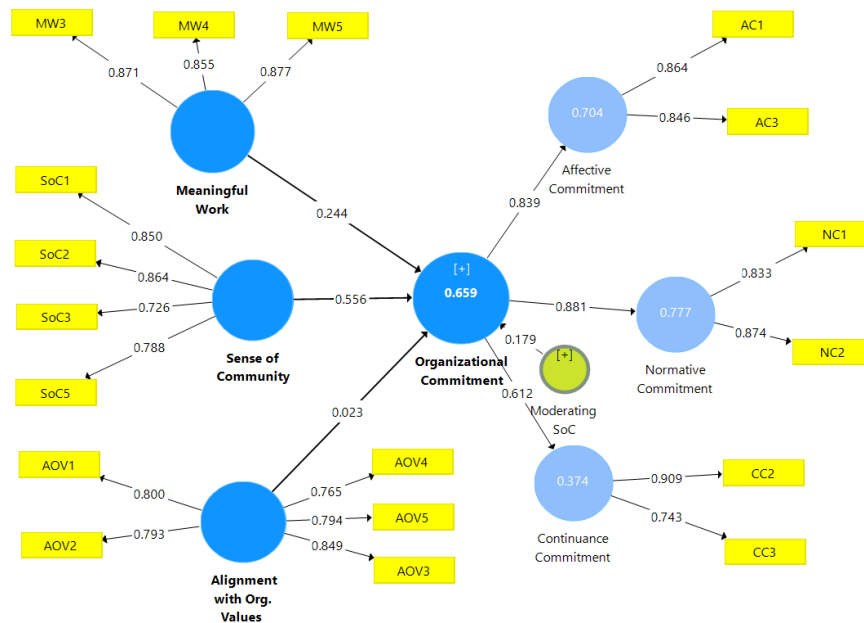 MW3
MW4
MW5
0.871
0.855
0.877
Meaningful
Work
0.244
SoC1
SoC2
SoC3
SoC5
0.850
0.864
0.726
0.788
Sense of
Community
0.556
AOV1
AOV2
AOV4
AOV5
AOV3
0.800
0.793
0.765
0.794
0.849
Alignment
with Org.
Values
0.023
[+]
0.659
Organizational
Commitment
[+]
0.179
Moderating
SoC
0.839
0.704
Affective
Commitment
0.864
0.846
AC1
AC3
0.881
0.777
Normative
Commitment
0.833
0.874
NC1
NC2
0.612
0.374
Continuance
Commitment
0.909
0.743
CC2
CC3